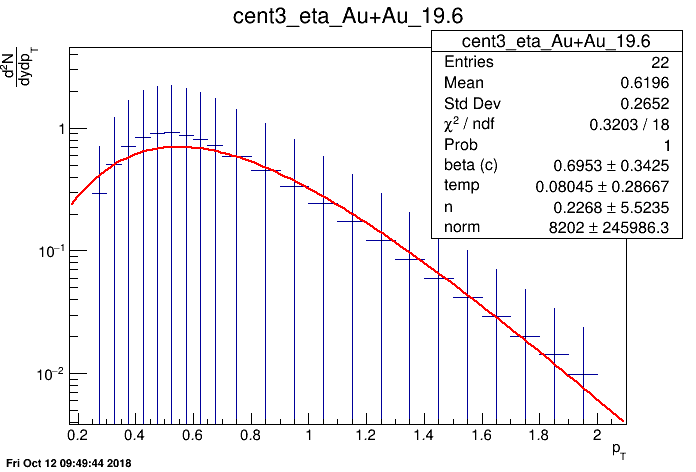 cent3_eta_Au+Au_19.6
d²N
dydp_T
cent3_eta_Au+Au_19.6
Entries 22
Mean 0.6196
Std Dev 0.2652
χ² / ndf 0.3203 / 18
Prob 1
beta (c) 0.6953 ± 0.3425
temp 0.08045 ± 0.28667
n 0.2268 ± 5.5235
norm 8202 ± 245986.3
1
10⁻¹
10⁻²
0.2 0.4 0.6 0.8 1 1.2 1.4 1.6 1.8 2
p_T
Fri Oct 12 09:49:44 2018